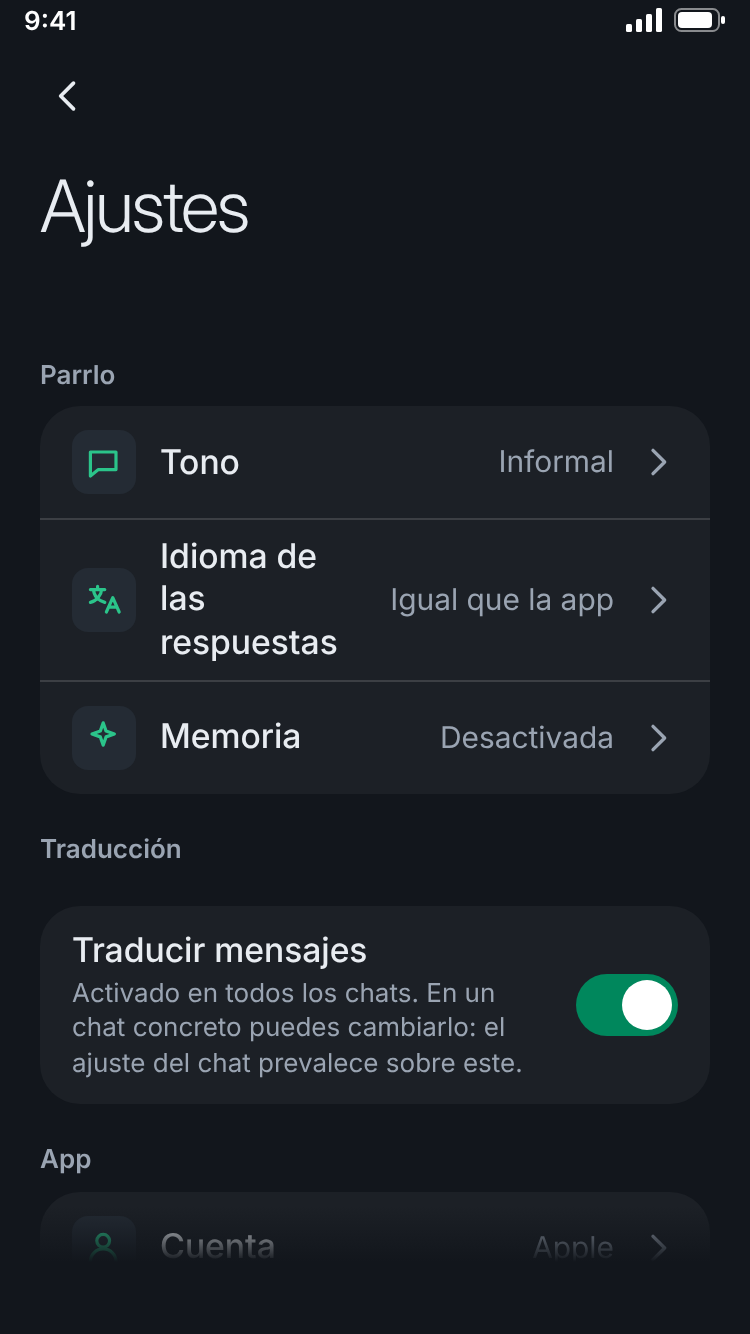 9:41
Ajustes
Parrlo
Tono
Informal
Idioma de
las
respuestas
Igual que la app
Memoria
Desactivada
Traducción
Traducir mensajes
Activado en todos los chats. En un
chat concreto puedes cambiarlo: el
ajuste del chat prevalece sobre este.
App
Cuenta
Apple